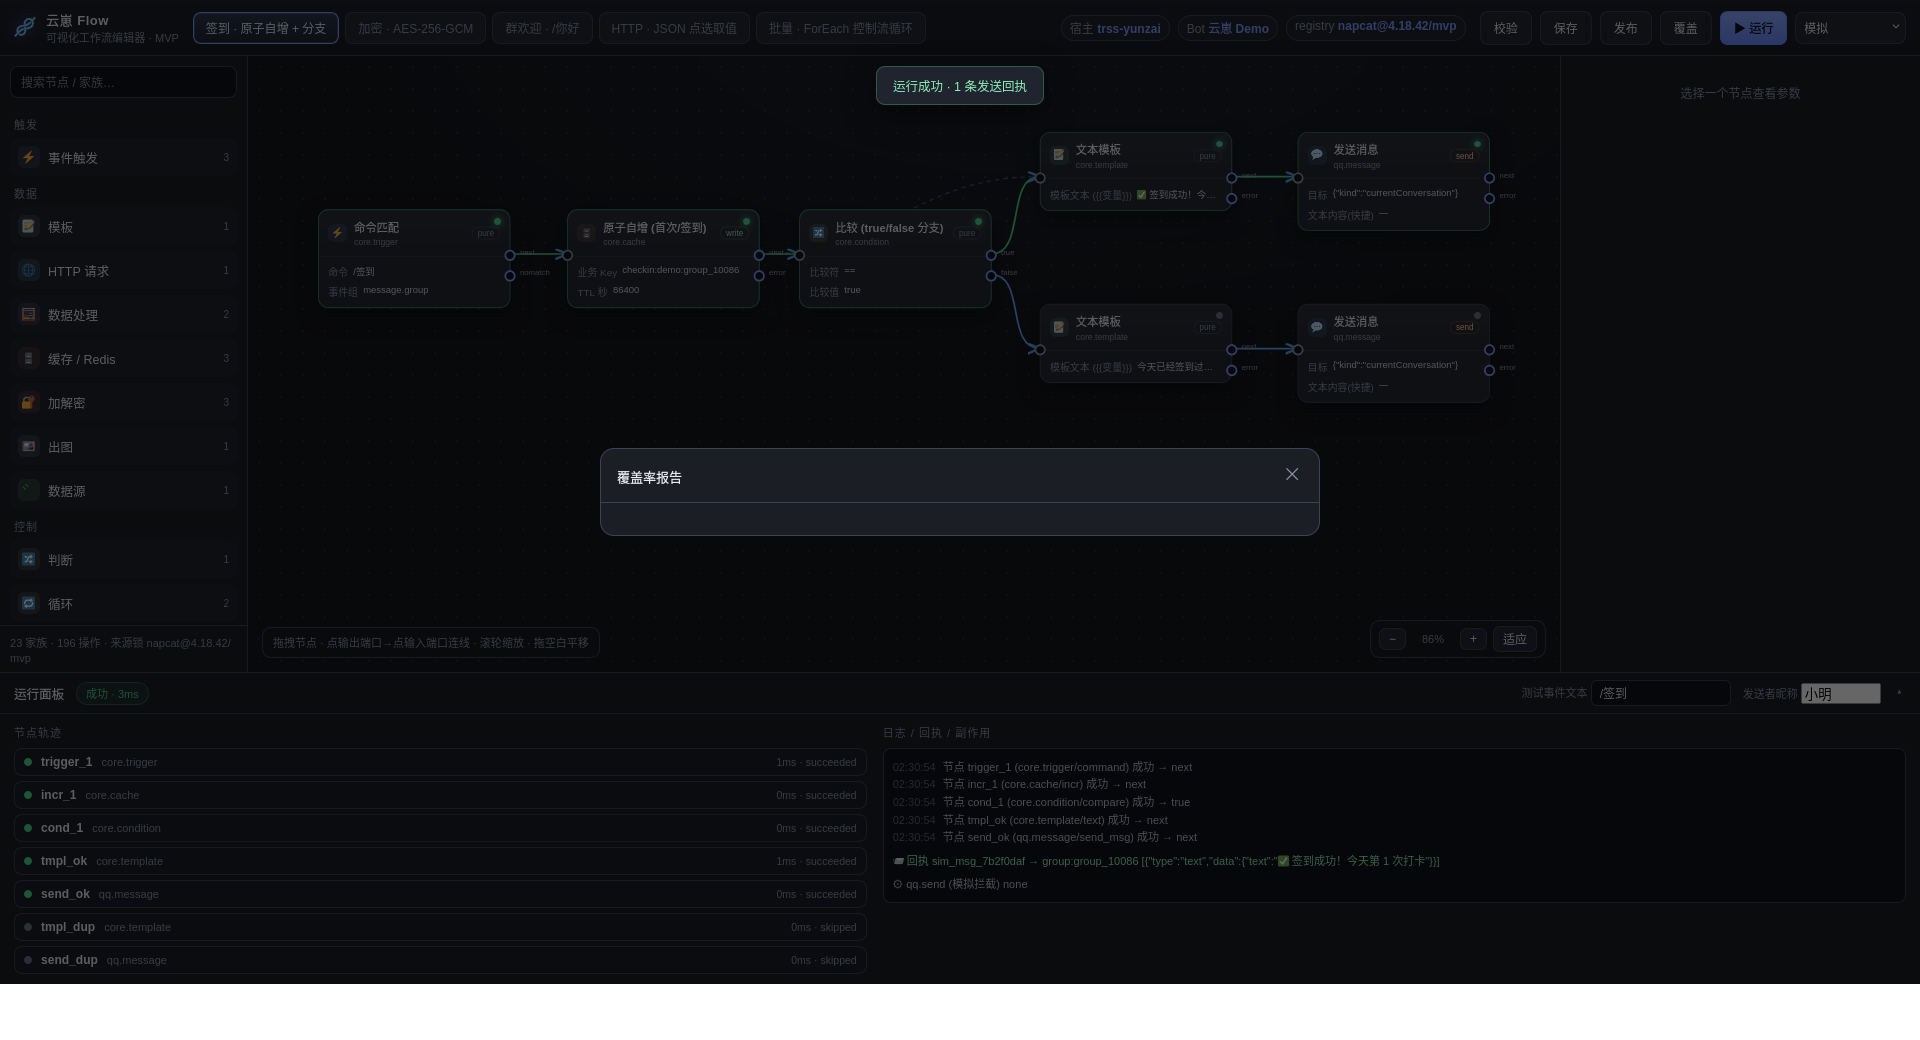 云崽 Flow
可视化工作流编辑器 · MVP
签到 · 原子自增 + 分支
加密 · AES-256-GCM
群欢迎 · /你好
HTTP · JSON 点选取值
批量 · ForEach 控制流循环
宿主 trss-yunzai
Bot 云崽 Demo
registry napcat@4.18.42/mvp
校验
保存
发布
覆盖
▶ 运行
模拟
搜索节点 / 家族…
运行成功 · 1 条发送回执
选择一个节点查看参数
触发
事件触发 3
数据
模板 1
HTTP 请求 1
数据处理 2
缓存 / Redis 3
加解密 3
出图 1
数据源 1
控制
判断 1
循环 2
23 家族 · 196 操作 · 来源锁 napcat@4.18.42/
mvp
命令匹配
core.trigger
pure
命令 /签到
事件组 message.group
next
nomatch
原子自增 (首次/签到)
core.cache
write
业务 Key checkin:demo:group_10086
TTL 秒 86400
next
error
比较 (true/false 分支)
core.condition
pure
比较符 ==
比较值 true
true
false
文本模板
core.template
pure
模板文本 ({{变量}}) ✅ 签到成功！今…
next
error
发送消息
qq.message
send
目标 {"kind":"currentConversation"}
文本内容(快捷) —
next
error
文本模板
core.template
pure
模板文本 ({{变量}}) 今天已经签到过…
next
error
发送消息
qq.message
send
目标 {"kind":"currentConversation"}
文本内容(快捷) —
next
error
覆盖率报告
拖拽节点 · 点输出端口→点输入端口连线 · 滚轮缩放 · 拖空白平移
− 86% + 适应
运行面板
成功 · 3ms
测试事件文本 /签到
发送者昵称 小明
节点轨迹
trigger_1 core.trigger 1ms · succeeded
incr_1 core.cache 0ms · succeeded
cond_1 core.condition 0ms · succeeded
tmpl_ok core.template 1ms · succeeded
send_ok qq.message 0ms · succeeded
tmpl_dup core.template 0ms · skipped
send_dup qq.message 0ms · skipped
日志 / 回执 / 副作用
02:30:54 节点 trigger_1 (core.trigger/command) 成功 → next
02:30:54 节点 incr_1 (core.cache/incr) 成功 → next
02:30:54 节点 cond_1 (core.condition/compare) 成功 → true
02:30:54 节点 tmpl_ok (core.template/text) 成功 → next
02:30:54 节点 send_ok (qq.message/send_msg) 成功 → next
📨 回执 sim_msg_7b2f0daf → group:group_10086 [{"type":"text","data":{"text":"✅ 签到成功！今天第 1 次打卡"}}]
⊙ qq.send (模拟拦截) none